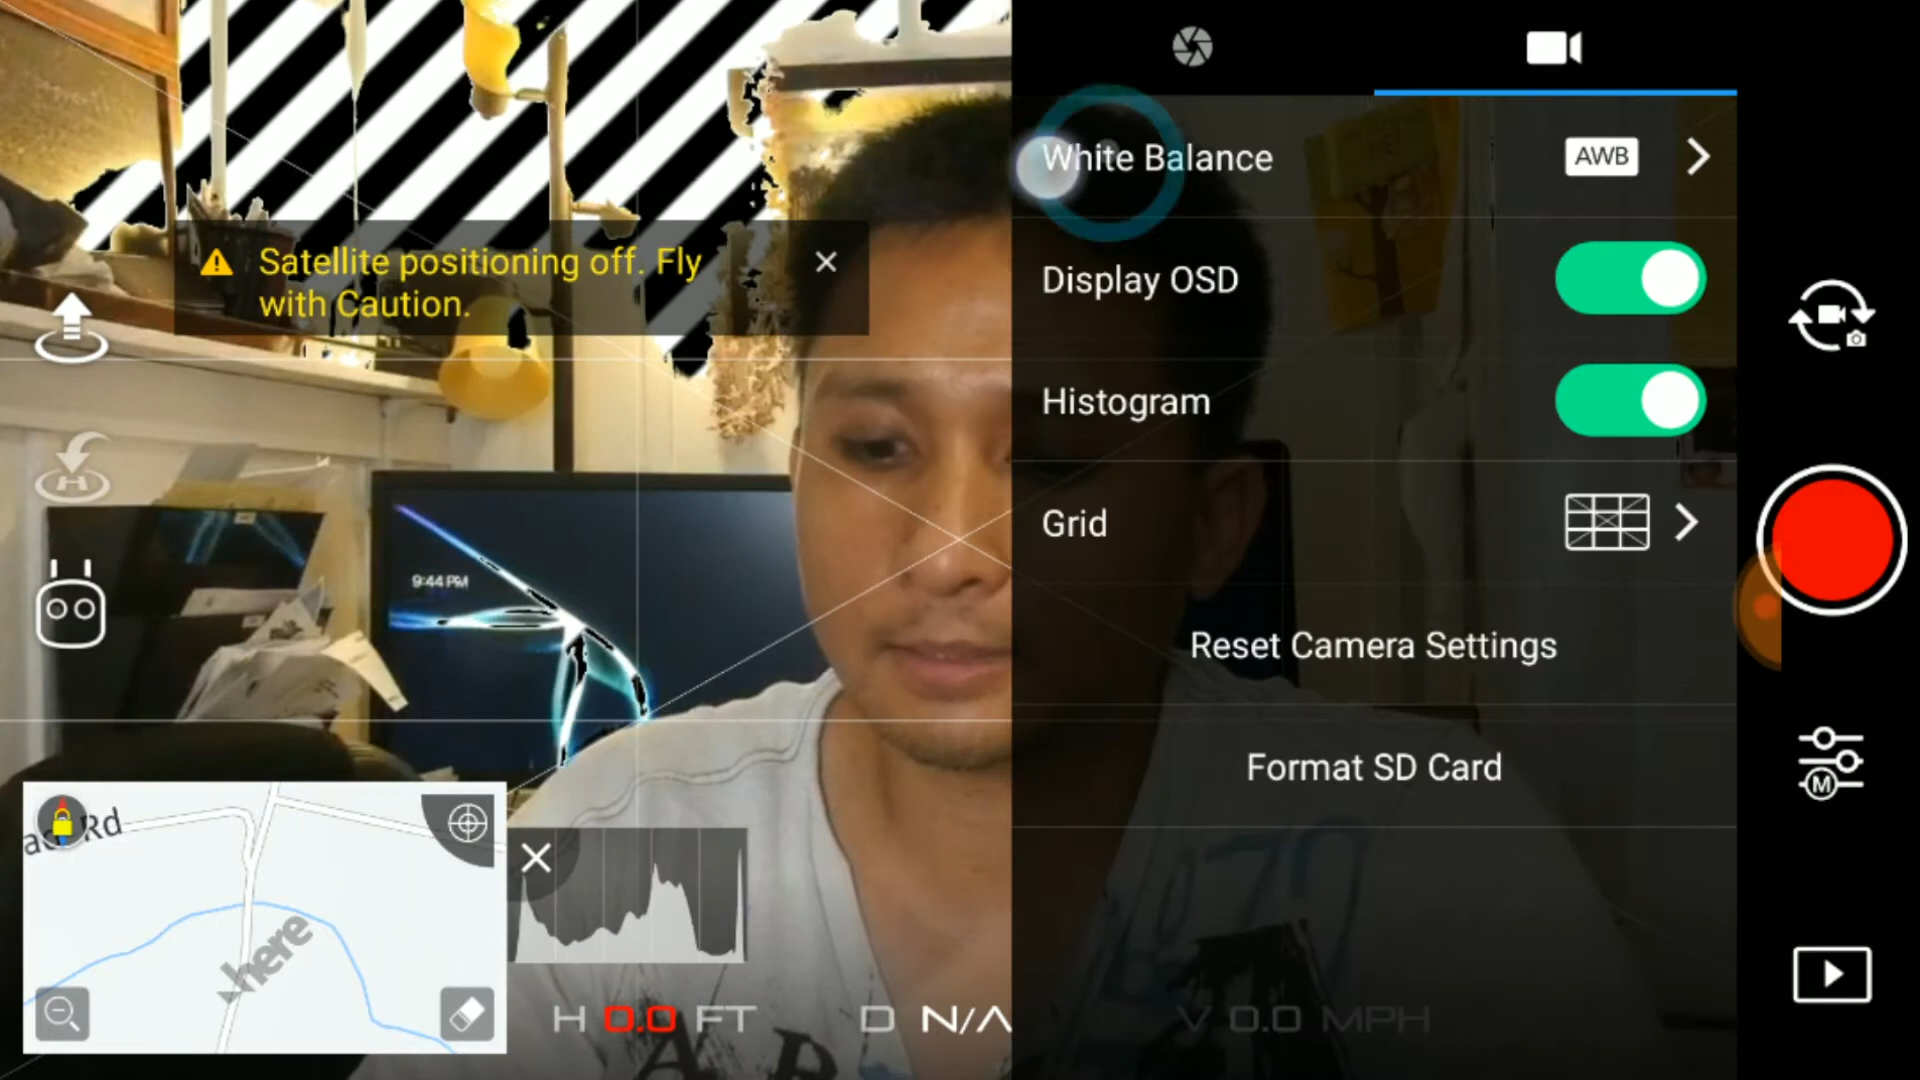 White Balance
AWB
Satellite positioning off. Fly
with Caution.
Display OSD
Histogram
Grid
9:44 PM
Reset Camera Settings
Format SD Card
M
Rd
here
H 0.0 FT
D N/A
V 0.0 MPH